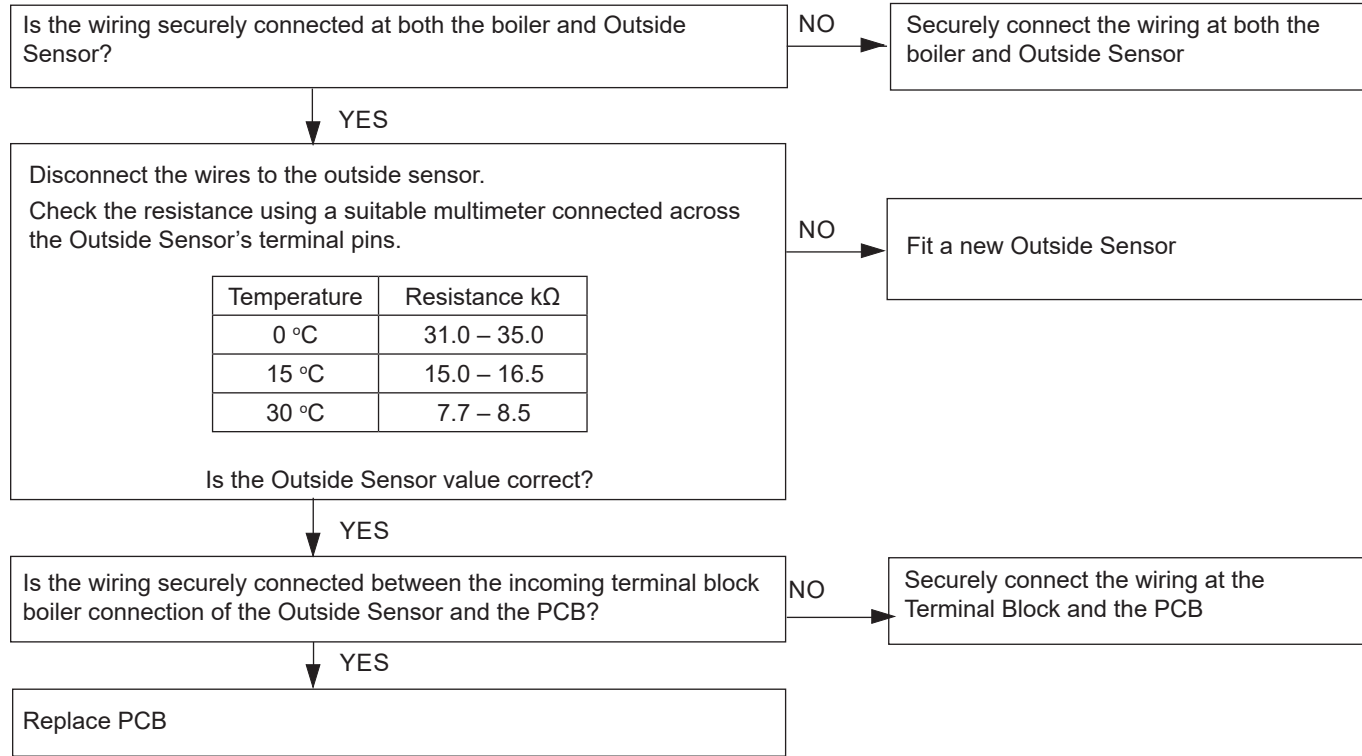 Is the wiring securely connected at both the boiler and Outside
Sensor?
NO
Securely connect the wiring at both the
boiler and Outside Sensor
YES
Disconnect the wires to the outside sensor.
Check the resistance using a suitable multimeter connected across
the Outside Sensor’s terminal pins.
Temperature Resistance kΩ
0 °C 31.0 – 35.0
15 °C 15.0 – 16.5
30 °C 7.7 – 8.5
Is the Outside Sensor value correct?
NO
Fit a new Outside Sensor
YES
Is the wiring securely connected between the incoming terminal block
boiler connection of the Outside Sensor and the PCB?
NO
Securely connect the wiring at the
Terminal Block and the PCB
YES
Replace PCB